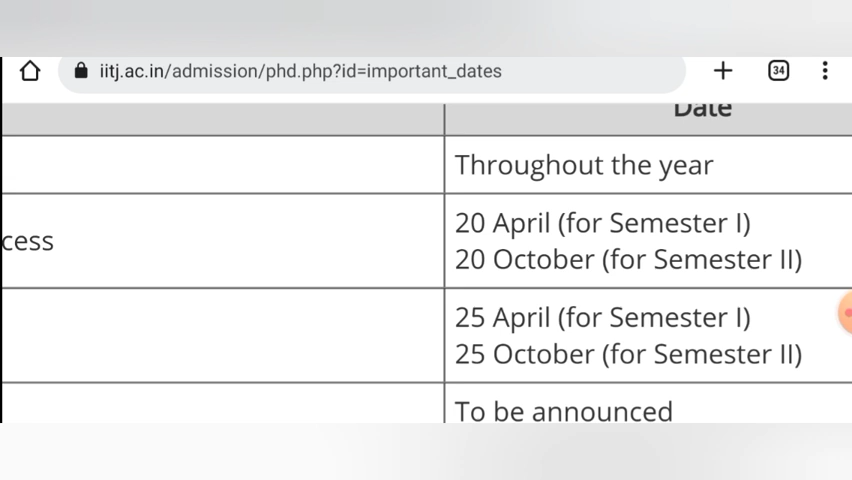 iitj.ac.in/admission/phd.php?id=important_dates
34
Date
Throughout the year
cess
20 April (for Semester I)
20 October (for Semester II)
25 April (for Semester I)
25 October (for Semester II)
To be announced